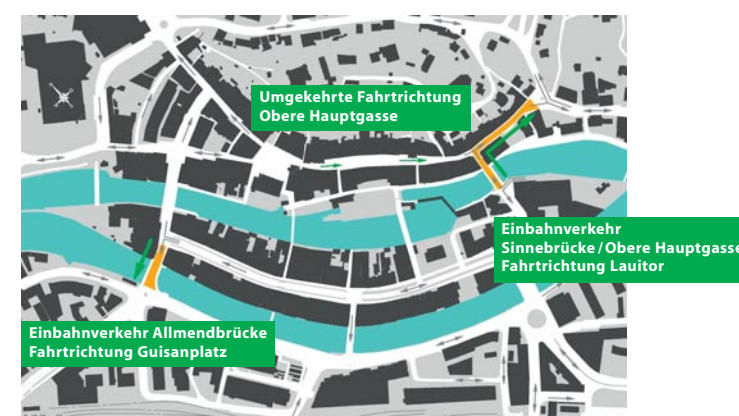 Umgekehrte Fahrtrichtung
Obere Hauptgasse
Einbahnverkehr
Sinnebrücke/Obere Hauptgasse
Fahrtrichtung Lauitor
Einbahnverkehr Allmendbrücke
Fahrtrichtung Guisanplatz